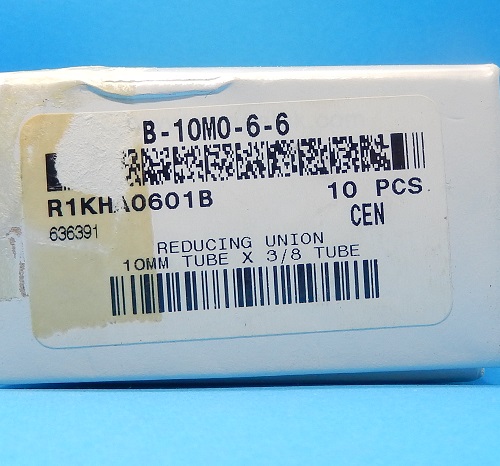 B-10M0-6-6
R1KHA0601B 10 PCS
636391 CEN
REDUCING UNION
10MM TUBE X 3/8 TUBE